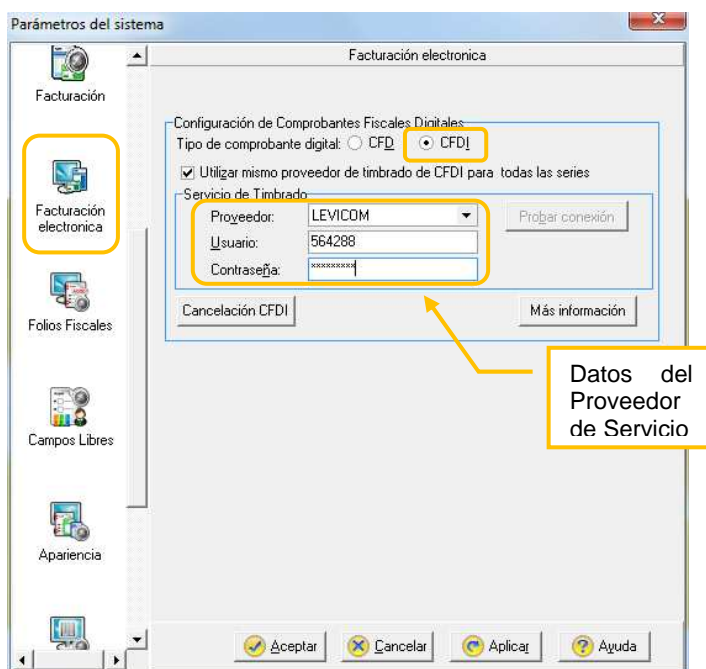 Parámetros del sistema
Facturación electronica
Facturación
Facturación
electronica
Folios Fiscales
Campos Libres
Apariencia
Configuración de Comprobantes Fiscales Digitales
Tipo de comprobante digital: CFD CFDI
Utilizar mismo proveedor de timbrado de CFDI para todas las series
Servicio de Timbrado
Proveedor: LEVICOM Probar conexión
Usuario: 564288
Contraseña: *********
Cancelación CFDI Más información
Datos del
Proveedor
de Servicio
Aceptar Cancelar Aplicar Ayuda